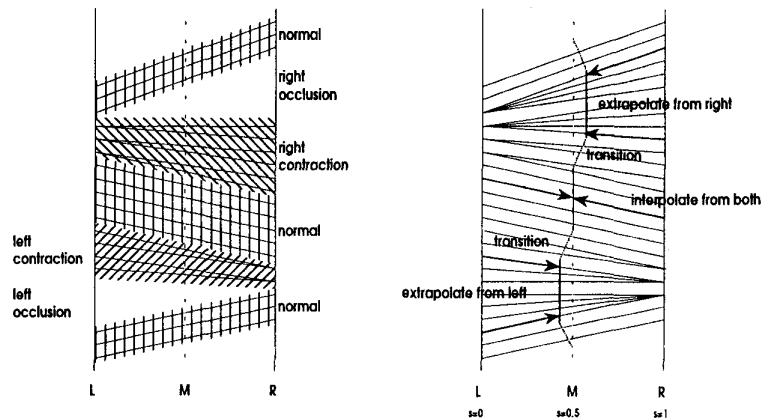 normal
right
occlusion
right
contraction
normal
left
contraction
left
occlusion
normal
L M R
extrapolate from right
transition
interpolate from both
transition
extrapolate from left
L M R
s=0 s=0.5 s=1